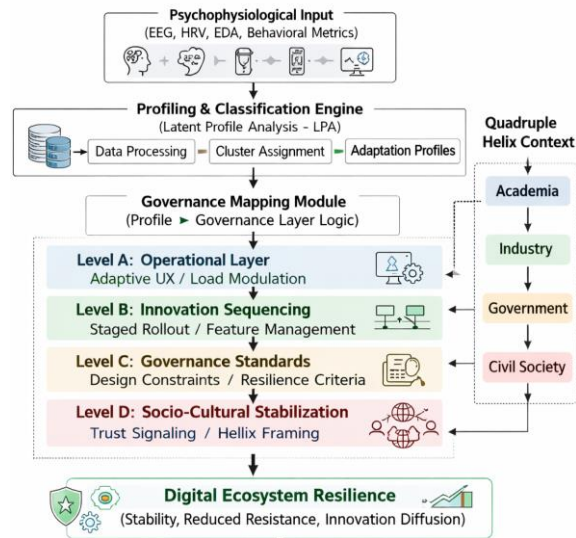 Psychophysiological Input
(EEG, HRV, EDA, Behavioral Metrics)
Profiling & Classification Engine
(Latent Profile Analysis - LPA)
Data Processing
Cluster Assignment
Adaptation Profiles
Governance Mapping Module
(Profile ► Governance Layer Logic)
Level A: Operational Layer
Adaptive UX / Load Modulation
Level B: Innovation Sequencing
Staged Rollout / Feature Management
Level C: Governance Standards
Design Constraints / Resilience Criteria
Level D: Socio-Cultural Stabilization
Trust Signaling / Hellix Framing
Quadruple
Helix Context
Academia
Industry
Government
Civil Society
Digital Ecosystem Resilience
(Stability, Reduced Resistance, Innovation Diffusion)